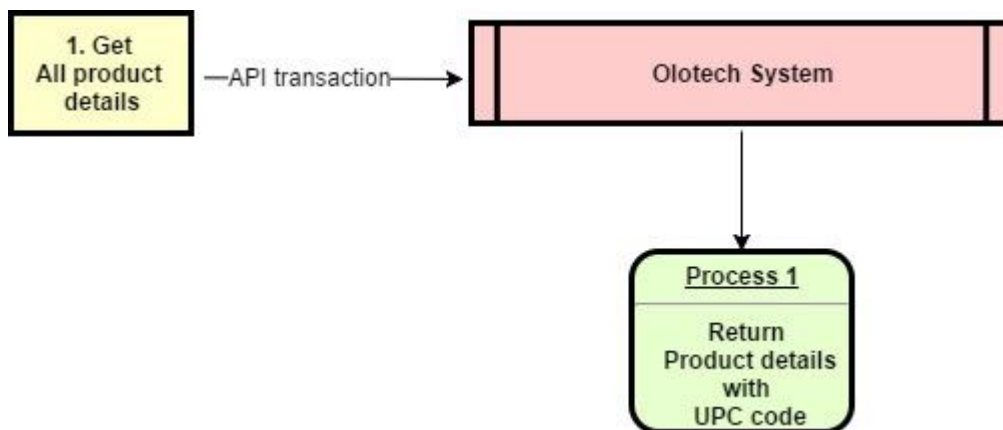 1. Get
All product
details
API transaction
Olotech System
Process 1
Return
Product details
with
UPC code